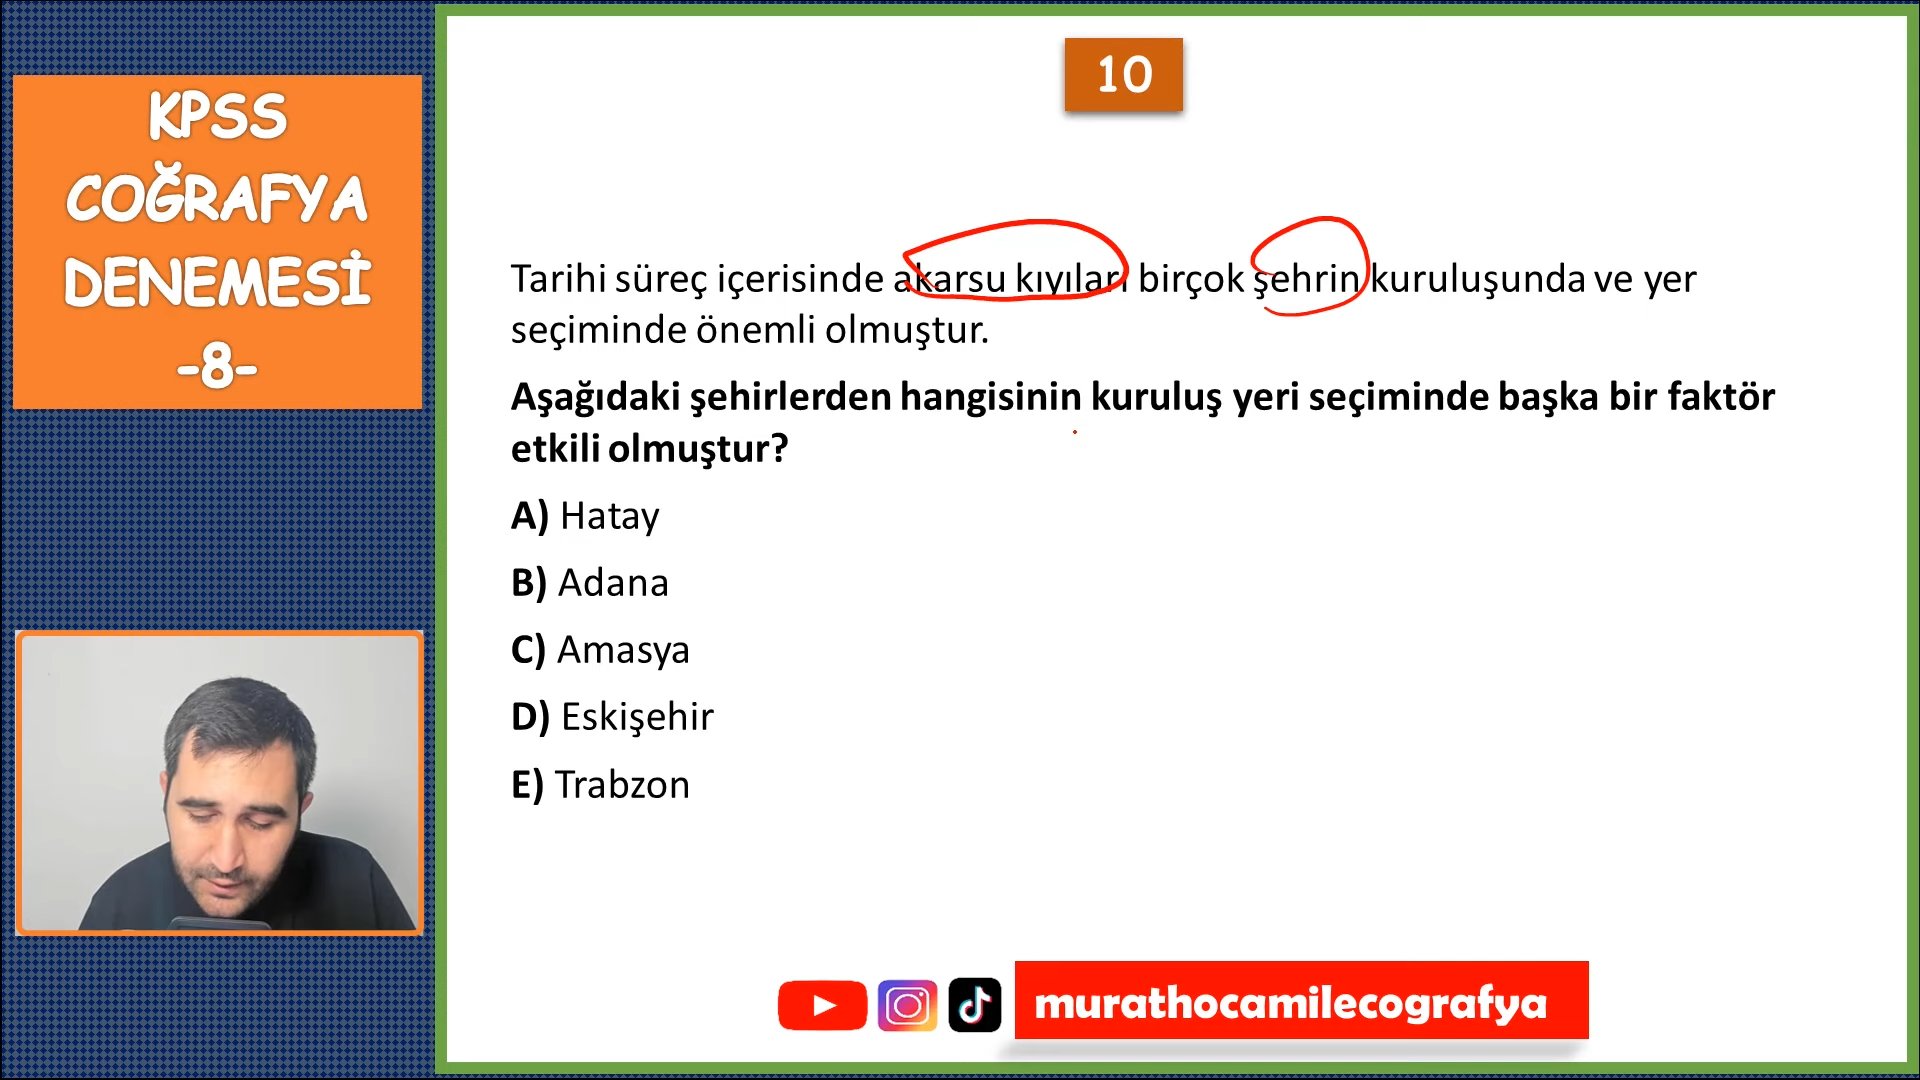 KPSS
COĞRAFYA
DENEMESİ
-8-
10
Tarihi süreç içerisinde akarsu kıyıları birçok şehrin kuruluşunda ve yer
seçiminde önemli olmuştur.
Aşağıdaki şehirlerden hangisinin kuruluş yeri seçiminde başka bir faktör
etkili olmuştur?
A) Hatay
B) Adana
C) Amasya
D) Eskişehir
E) Trabzon
murathocamilecografya